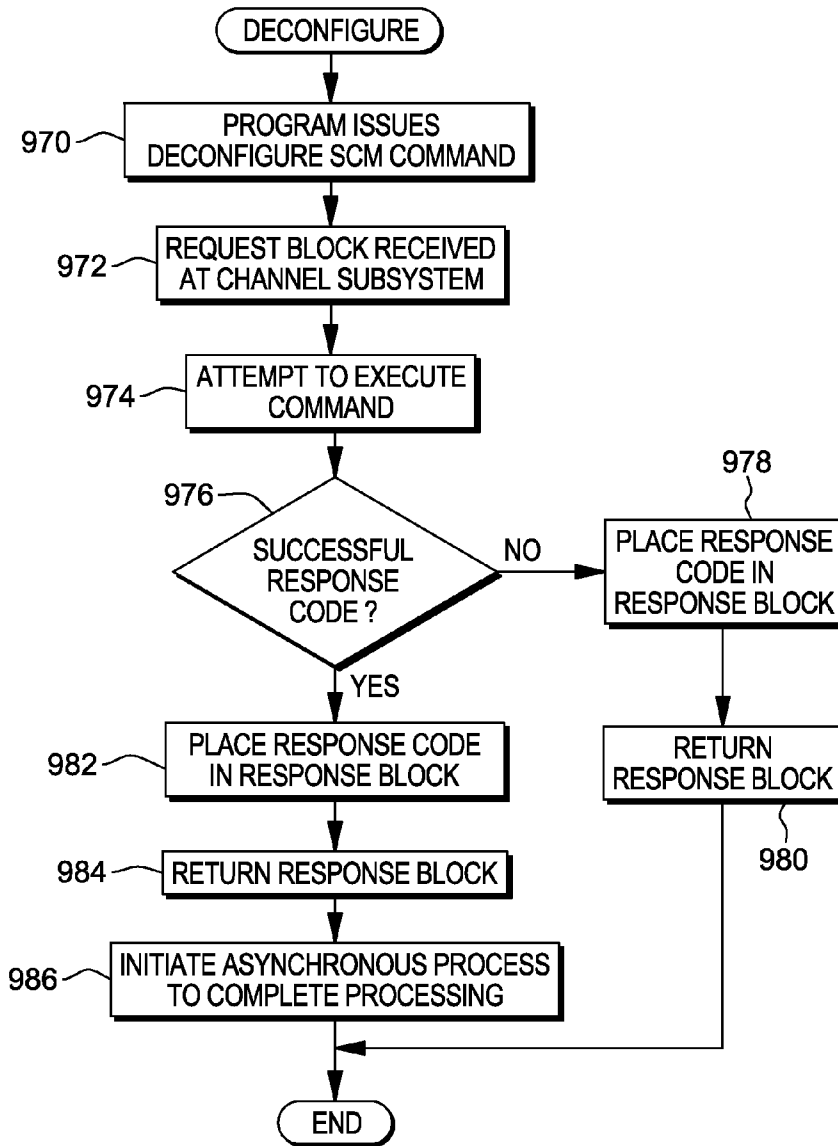 DECONFIGURE
970
PROGRAM ISSUES
DECONFIGURE SCM COMMAND
972
REQUEST BLOCK RECEIVED
AT CHANNEL SUBSYSTEM
974
ATTEMPT TO EXECUTE
COMMAND
976
SUCCESSFUL
RESPONSE
CODE ?
NO
978
PLACE RESPONSE
CODE IN
RESPONSE BLOCK
YES
982
PLACE RESPONSE CODE
IN RESPONSE BLOCK
RETURN
RESPONSE BLOCK
980
984
RETURN RESPONSE BLOCK
986
INITIATE ASYNCHRONOUS PROCESS
TO COMPLETE PROCESSING
END